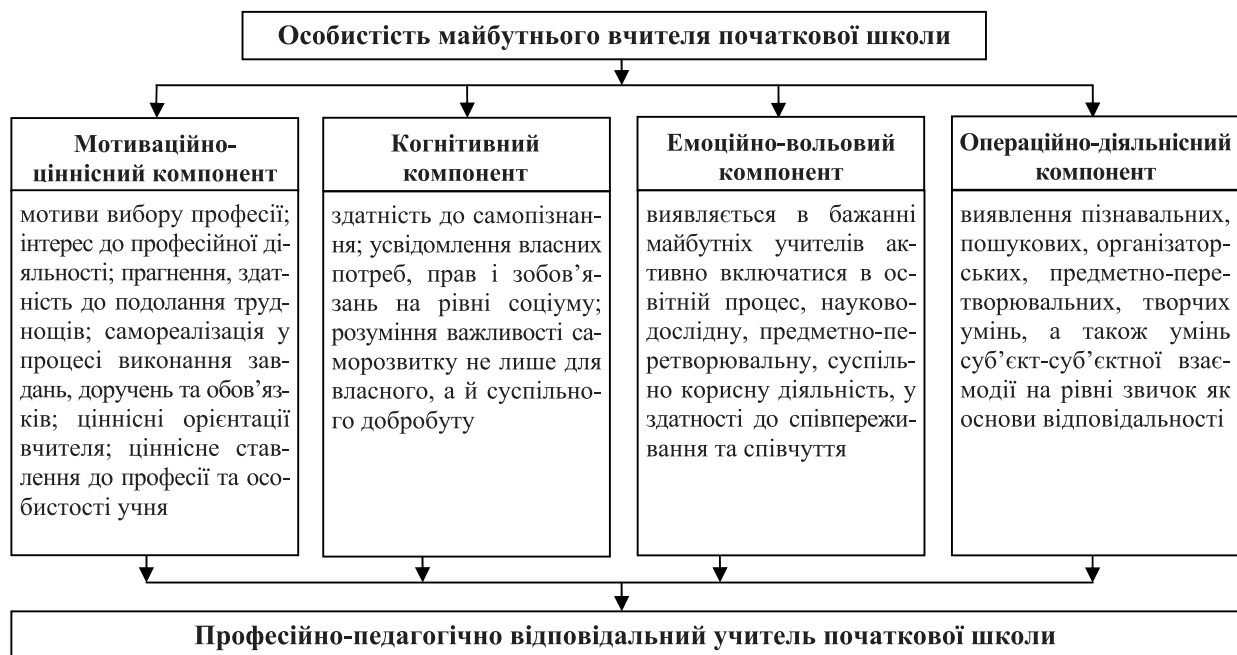 Особистість майбутнього вчителя початкової школи
Мотиваційно-
ціннісний компонент
мотиви вибору професії;
інтерес до професійної ді-
яльності; прагнення, здат-
ність до подолання труд-
нощів; самореалізація у
процесі виконання зав-
дань, доручень та обов’яз-
ків; ціннісні орієнтації
вчителя; ціннісне став-
лення до професії та осо-
бистості учня
Когнітивний
компонент
здатність до самопізнан-
ня; усвідомлення власних
потреб, прав і зобов’я-
зань на рівні соціуму;
розуміння важливості са-
морозвитку не лише для
власного, а й суспільно-
го добробуту
Емоційно-вольовий
компонент
виявляється в бажанні
майбутніх учителів ак-
тивно включатися в ос-
вітній процес, науково-
дослідну, предметно-пе-
ретворювальну, суспіль-
но корисну діяльність, у
здатності до співпережи-
вання та співчуття
Операційно-діяльнісний
компонент
виявлення пізнавальних,
пошукових, організатор-
ських, предметно-пере-
творювальних, творчих
умінь, а також умінь
суб’єкт-суб’єктної взає-
модії на рівні звичок як
основи відповідальності
Професійно-педагогічно відповідальний учитель початкової школи